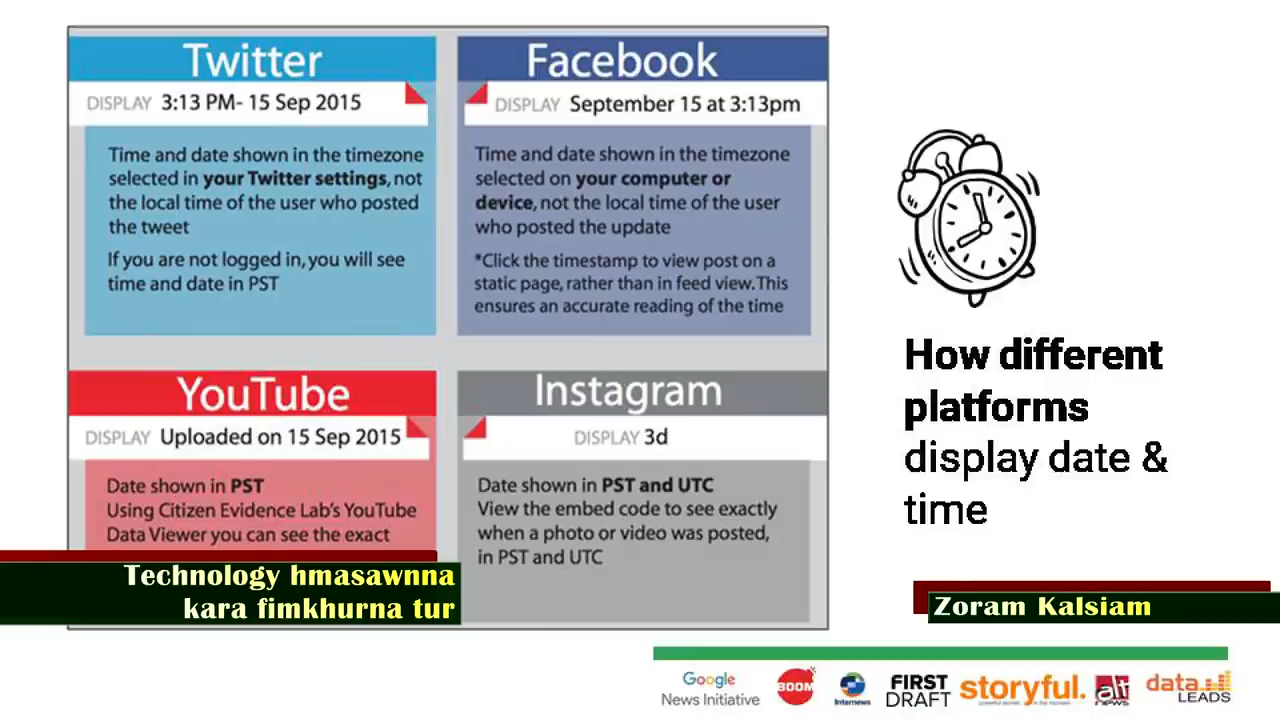 Twitter
DISPLAY 3:13 PM- 15 Sep 2015
Time and date shown in the timezone
selected in your Twitter settings, not
the local time of the user who posted
the tweet
If you are not logged in, you will see
time and date in PST
Facebook
DISPLAY September 15 at 3:13pm
Time and date shown in the timezone
selected on your computer or
device, not the local time of the user
who posted the update
*Click the timestamp to view post on a
static page, rather than in feed view. This
ensures an accurate reading of the time
YouTube
DISPLAY Uploaded on 15 Sep 2015
Date shown in PST
Using Citizen Evidence Lab's YouTube
Data Viewer you can see the exact
Instagram
DISPLAY 3d
Date shown in PST and UTC
View the embed code to see exactly
when a photo or video was posted,
in PST and UTC
How different
platforms
display date &
time
Technology hmasawnna
kara fimkhurna tur
Zoram Kalsiam
Google
News Initiative
BOOM
Internews
FIRST
DRAFT
storyful.
alt
news
data
LEADS